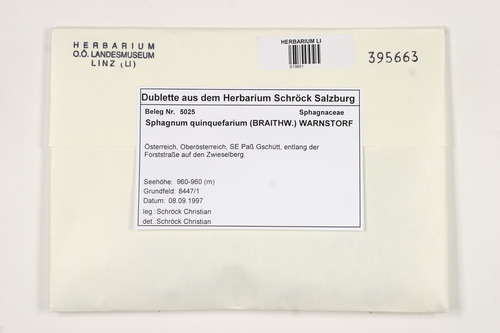 HERBARIUM
O.Ö. LANDESMUSEUM
LINZ (LI)
HERBARIUM LI
395663
Dublette aus dem Herbarium Schröck Salzburg
Beleg Nr. 5025 Sphagnaceae
Sphagnum quinquefarium (BRAITHW.) WARNSTORF
Österreich, Oberösterreich, SE Paß Gschütt, entlang der
Forststraße auf den Zwieselberg.
Seehöhe: 960-960 (m)
Grundfeld: 8447/1
Datum: 08.09.1997
leg.: Schröck Christian
det.: Schröck Christian